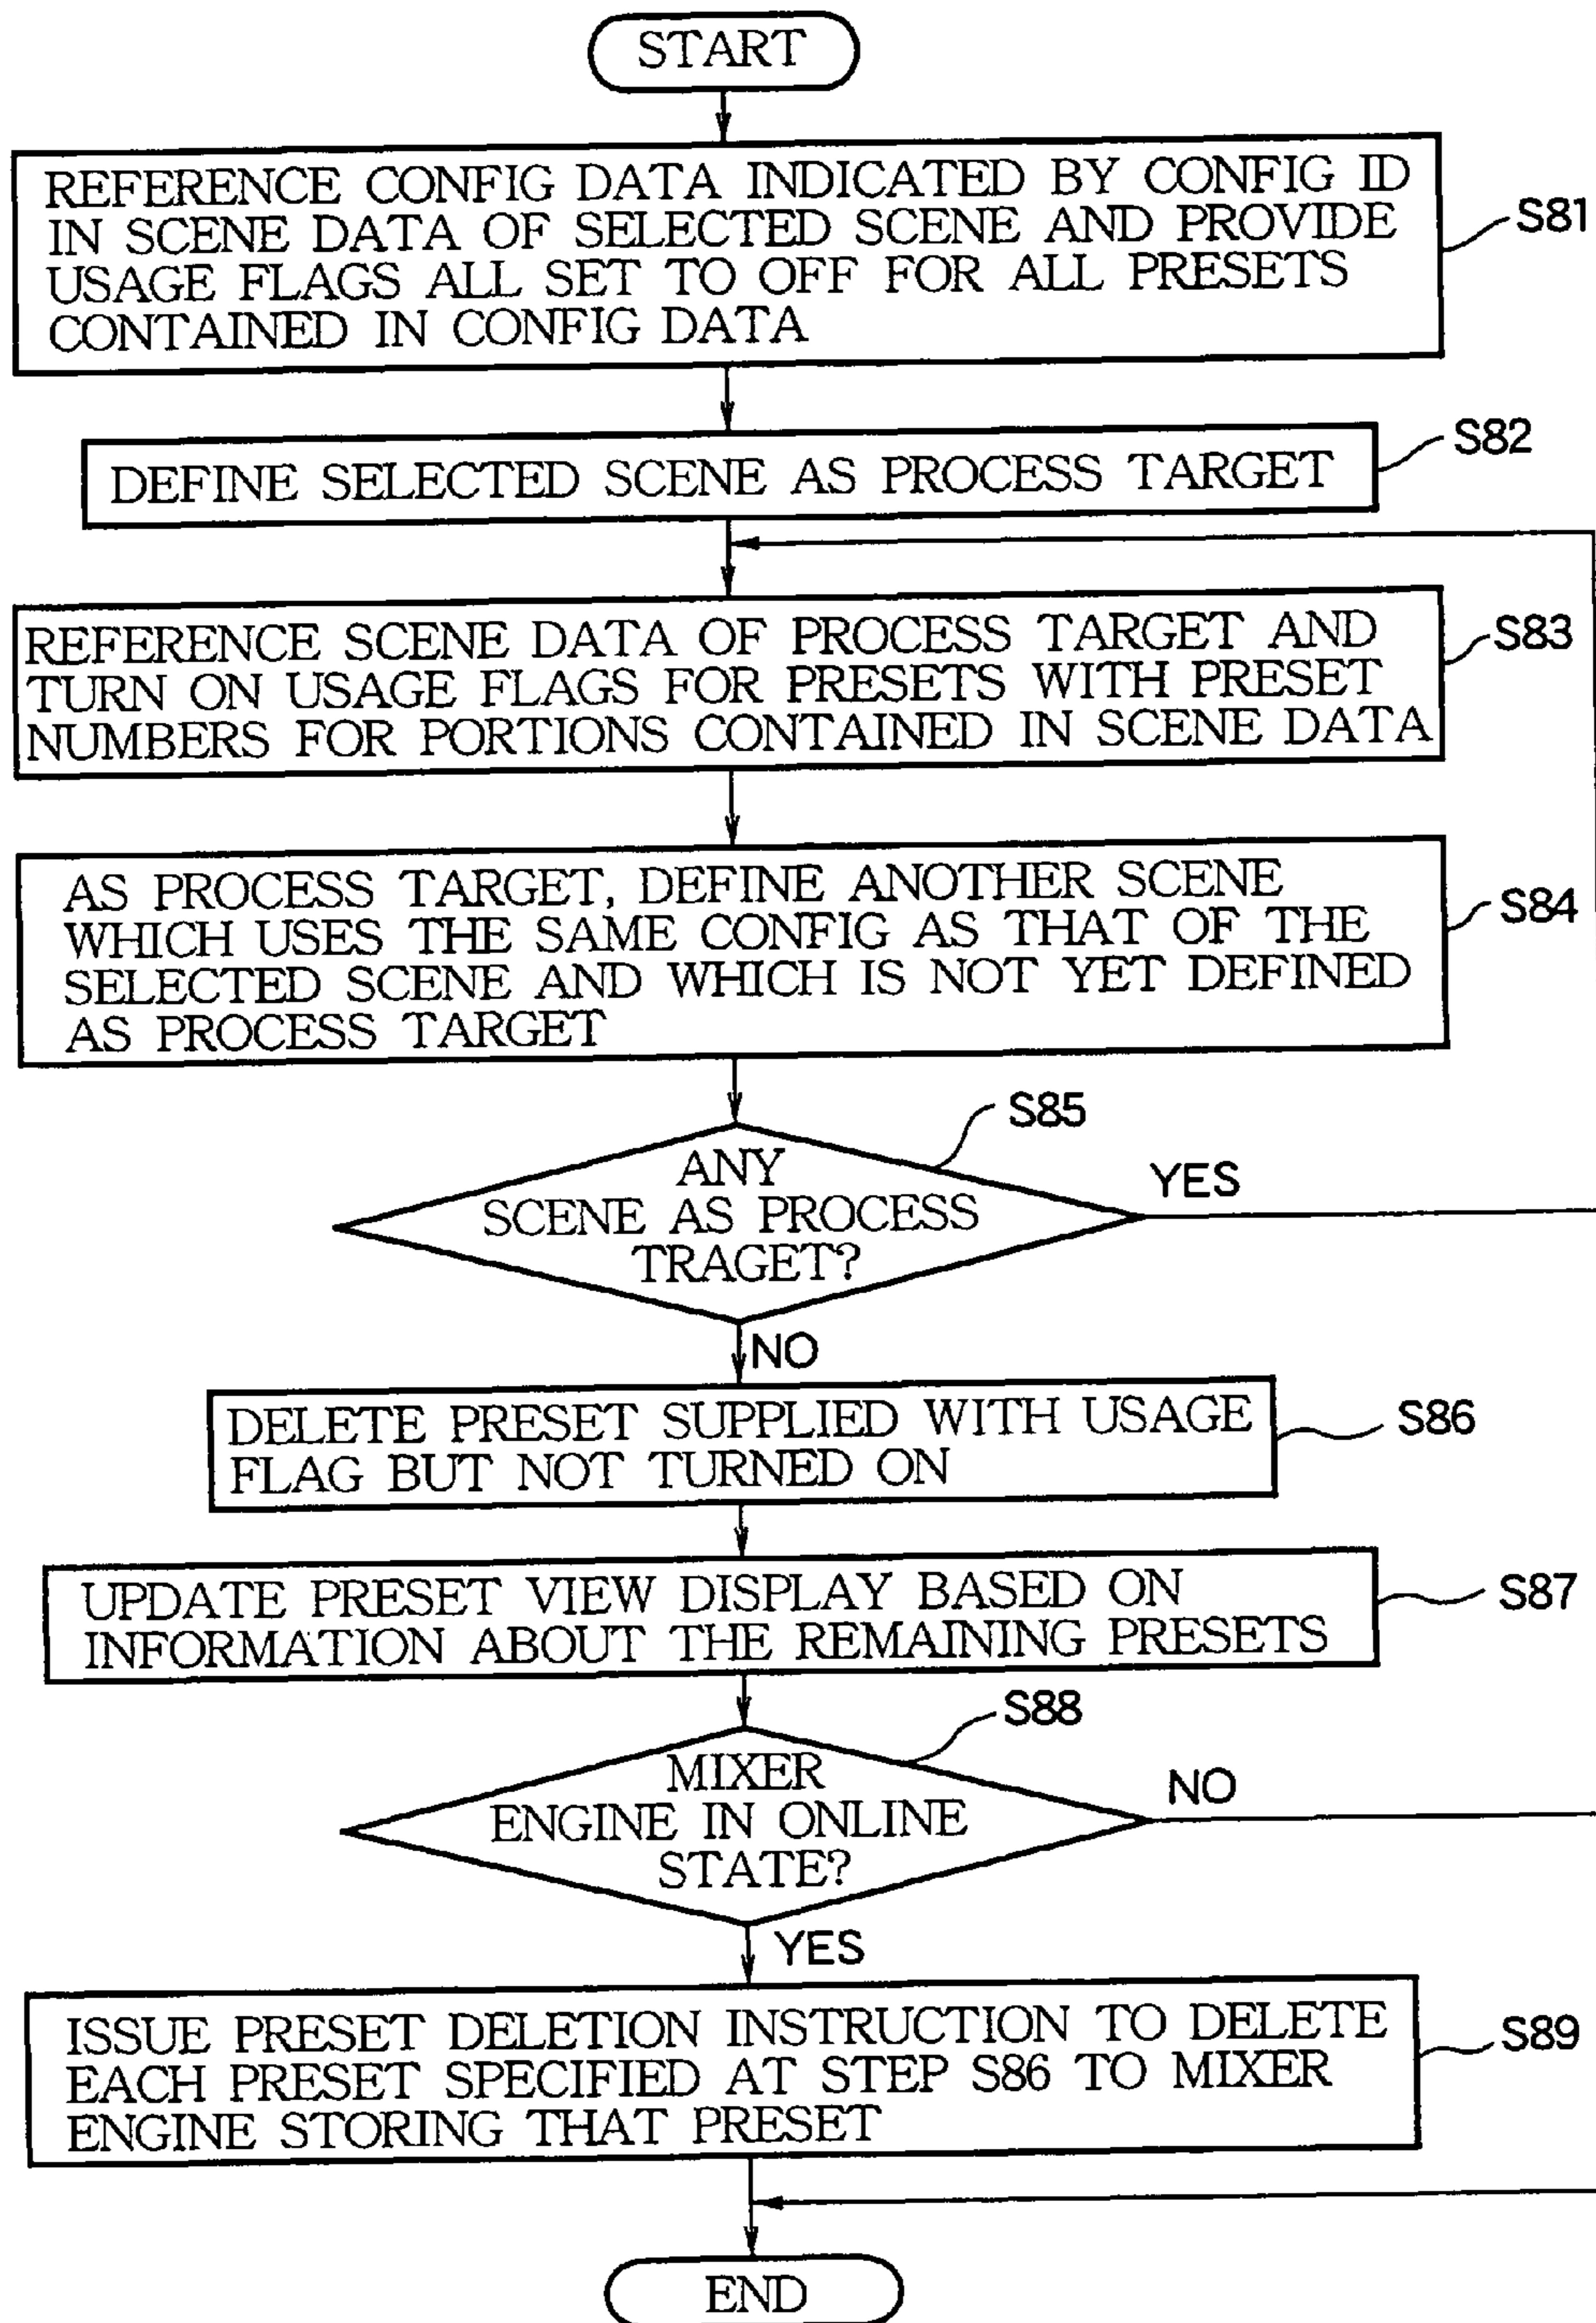 START
REFERENCE CONFIG DATA INDICATED BY CONFIG ID
IN SCENE DATA OF SELECTED SCENE AND PROVIDE
USAGE FLAGS ALL SET TO OFF FOR ALL PRESETS
CONTAINED IN CONFIG DATA
S81
DEFINE SELECTED SCENE AS PROCESS TARGET
S82
REFERENCE SCENE DATA OF PROCESS TARGET AND
TURN ON USAGE FLAGS FOR PRESETS WITH PRESET
NUMBERS FOR PORTIONS CONTAINED IN SCENE DATA
S83
AS PROCESS TARGET, DEFINE ANOTHER SCENE
WHICH USES THE SAME CONFIG AS THAT OF THE
SELECTED SCENE AND WHICH IS NOT YET DEFINED
AS PROCESS TARGET
S84
S85
ANY
SCENE AS PROCESS
TRAGET?
YES
NO
DELETE PRESET SUPPLIED WITH USAGE
FLAG BUT NOT TURNED ON
S86
UPDATE PRESET VIEW DISPLAY BASED ON
INFORMATION ABOUT THE REMAINING PRESETS
S87
S88
MIXER
ENGINE IN ONLINE
STATE?
NO
YES
ISSUE PRESET DELETION INSTRUCTION TO DELETE
EACH PRESET SPECIFIED AT STEP S86 TO MIXER
ENGINE STORING THAT PRESET
S89
END